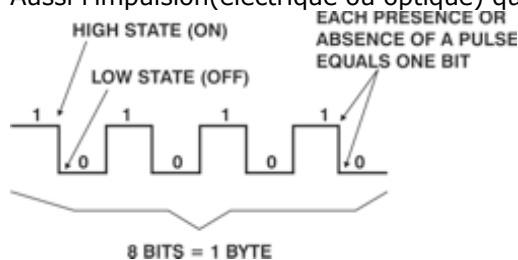 Aussi l'impulsion(électrique ou optique) qu
HIGH STATE (ON)
EACH PRESENCE OR
ABSENCE OF A PULSE
EQUALS ONE BIT
LOW STATE (OFF)
1 1 1 1
0 0 0 0
8 BITS = 1 BYTE